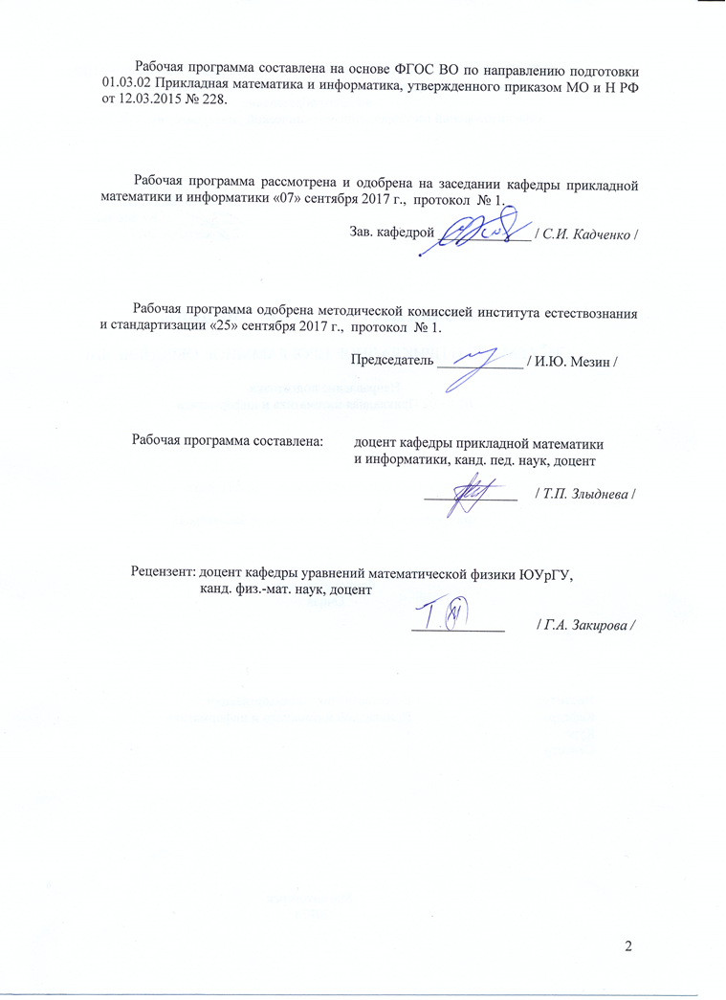 Рабочая программа составлена на основе ФГОС ВО по направлению подготовки
01.03.02 Прикладная математика и информатика, утвержденного приказом МО и Н РФ
от 12.03.2015 № 228.
Рабочая программа рассмотрена и одобрена на заседании кафедры прикладной
математики и информатики «07» сентября 2017 г., протокол № 1.
Зав. кафедрой ______________ / С.И. Кадченко /
Рабочая программа одобрена методической комиссией института естествознания
и стандартизации «25» сентября 2017 г., протокол № 1.
Председатель _____________ / И.Ю. Мезин /
Рабочая программа составлена: доцент кафедры прикладной математики
и информатики, канд. пед. наук, доцент
______________ / Т.П. Злыднева /
Рецензент: доцент кафедры уравнений математической физики ЮУрГУ,
канд. физ.-мат. наук, доцент
______________ / Г.А. Закирова /
2